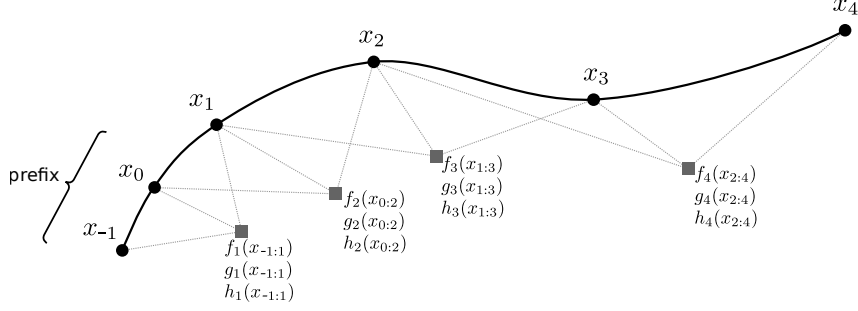 x₄
x₂
x₃
x₁
prefix
x₀
x₋₁
f₃(x₁:₃)
g₃(x₁:₃)
h₃(x₁:₃)
f₄(x₂:₄)
g₄(x₂:₄)
h₄(x₂:₄)
f₂(x₀:₂)
g₂(x₀:₂)
h₂(x₀:₂)
f₁(x₋₁:₁)
g₁(x₋₁:₁)
h₁(x₋₁:₁)